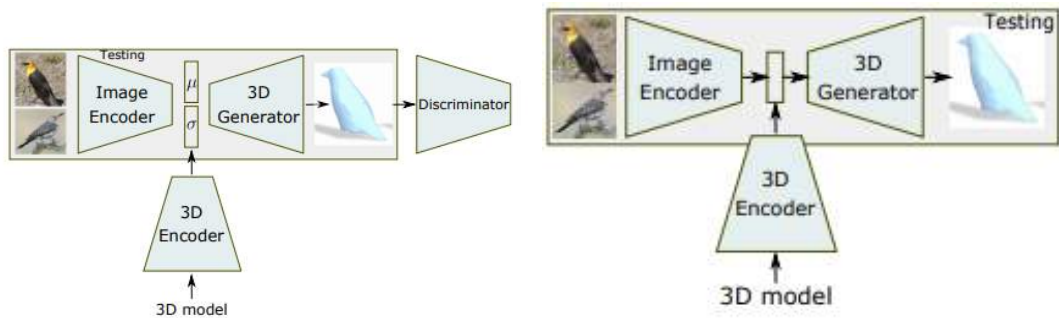 Testing
Image
Encoder
μ
σ
3D
Generator
Discriminator
3D
Encoder
3D model
Testing
Image
Encoder
3D
Generator
3D
Encoder
3D model